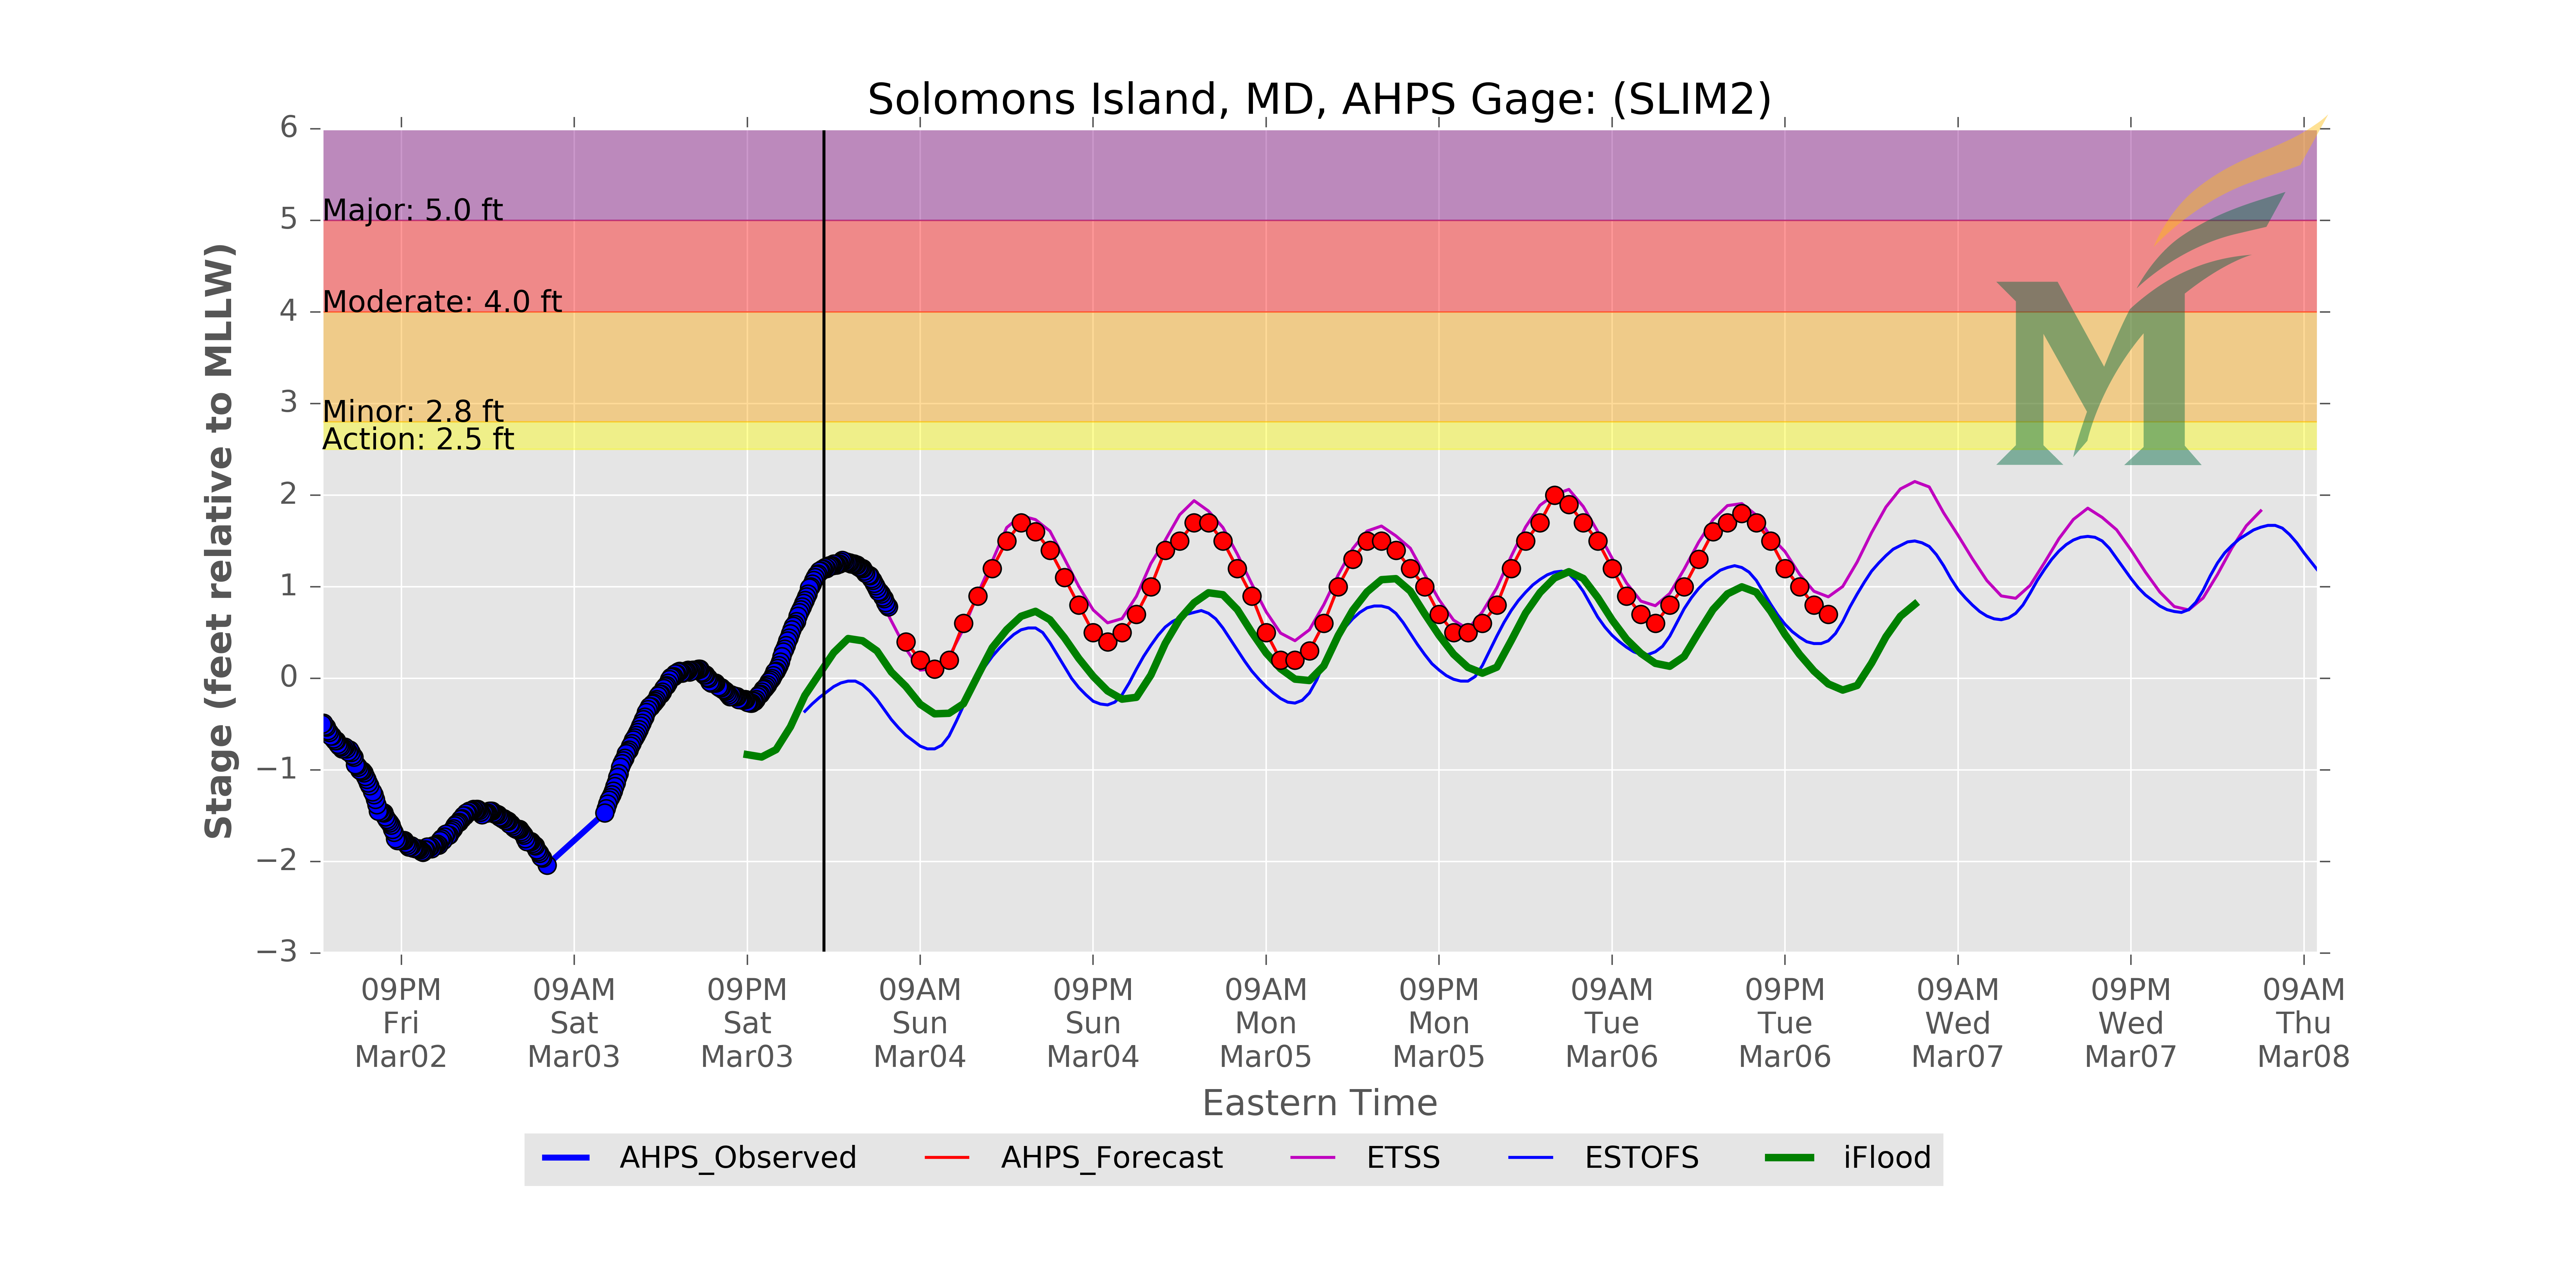 Solomons Island, MD, AHPS Gage: (SLIM2)
6
5
4
3
2
1
0
−1
−2
−3
Stage (feet relative to MLLW)
Major: 5.0 ft
Moderate: 4.0 ft
Minor: 2.8 ft
Action: 2.5 ft
M
09PM Fri Mar02
09AM Sat Mar03
09PM Sat Mar03
09AM Sun Mar04
09PM Sun Mar04
09AM Mon Mar05
09PM Mon Mar05
09AM Tue Mar06
09PM Tue Mar06
09AM Wed Mar07
09PM Wed Mar07
09AM Thu Mar08
Eastern Time
AHPS_Observed
AHPS_Forecast
ETSS
ESTOFS
iFlood